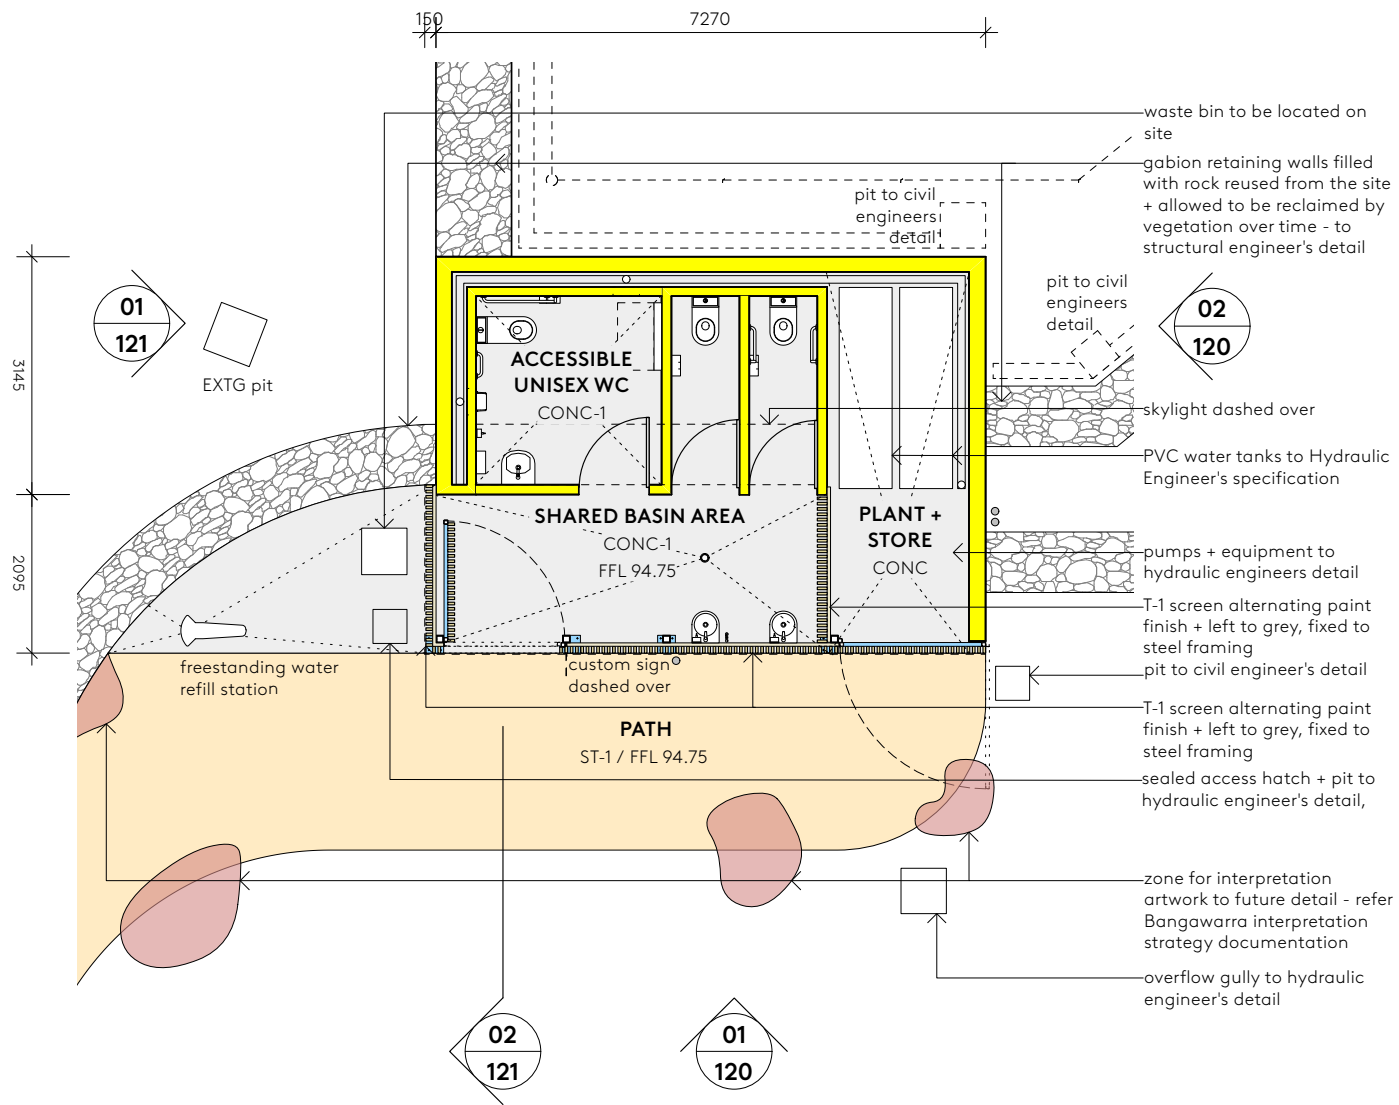 150
7270
waste bin to be located on
site
gabion retaining walls filled
with rock reused from the site
+ allowed to be reclaimed by
vegetation over time - to
structural engineer's detail
pit to civil
engineers
detail
pit to civil
engineers
detail
01
121
02
120
EXTG pit
3145
ACCESSIBLE
UNISEX WC
CONC-1
skylight dashed over
PVC water tanks to Hydraulic
Engineer's specification
SHARED BASIN AREA
CONC-1
FFL 94.75
PLANT +
STORE
CONC
2095
pumps + equipment to
hydraulic engineers detail
T-1 screen alternating paint
finish + left to grey, fixed to
steel framing
pit to civil engineer's detail
freestanding water
refill station
custom sign
dashed over
T-1 screen alternating paint
finish + left to grey, fixed to
steel framing
PATH
ST-1 / FFL 94.75
sealed access hatch + pit to
hydraulic engineer's detail,
zone for interpretation
artwork to future detail - refer
Bangawarra interpretation
strategy documentation
overflow gully to hydraulic
engineer's detail
02
121
01
120